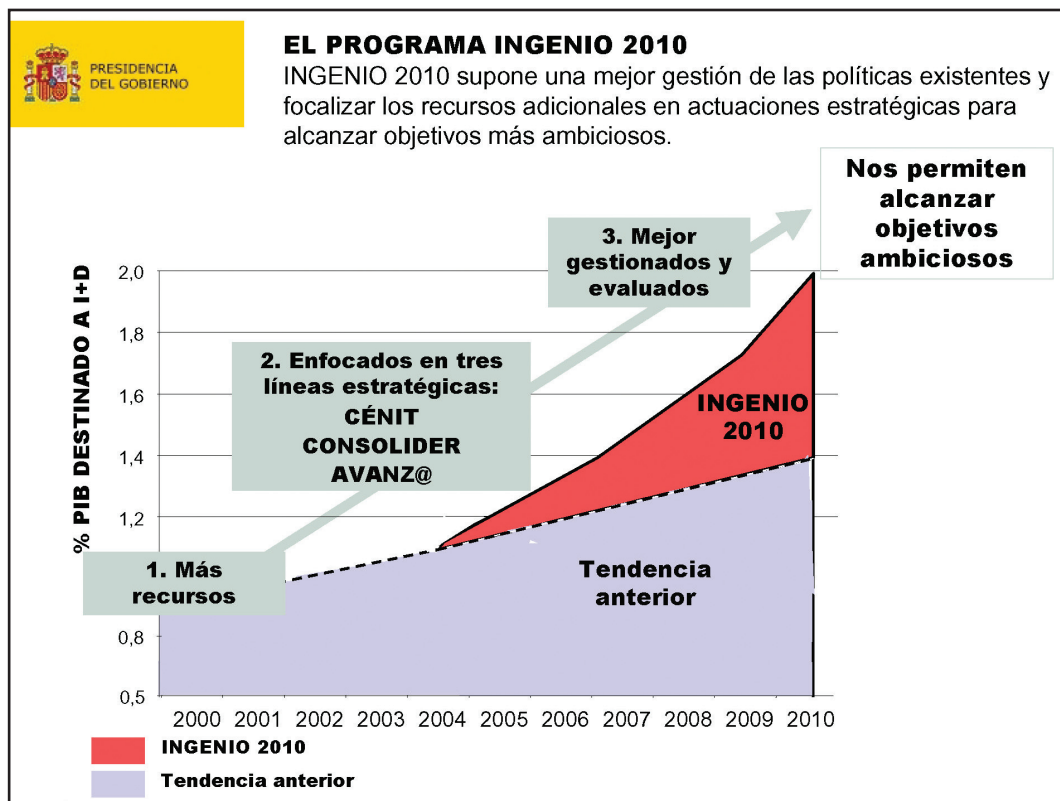 PRESIDENCIA
DEL GOBIERNO
EL PROGRAMA INGENIO 2010
INGENIO 2010 supone una mejor gestión de las políticas existentes y
focalizar los recursos adicionales en actuaciones estratégicas para
alcanzar objetivos más ambiciosos.
Nos permiten
alcanzar
objetivos
ambiciosos
3. Mejor
gestionados y
evaluados
2. Enfocados en tres
líneas estratégicas:
CÉNIT
CONSOLIDER
AVANZ@
1. Más
recursos
% PIB DESTINADO A I+D
2,0
1,8
1,6
1,4
1,2
0,8
0,5
INGENIO
2010
Tendencia
anterior
2000 2001 2002 2003 2004 2005 2006 2007 2008 2009 2010
INGENIO 2010
Tendencia anterior